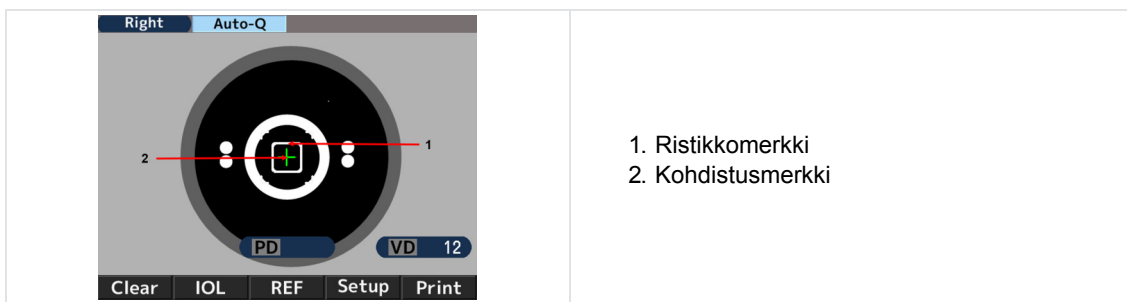 Right Auto-Q
1
2
PD VD 12
Clear IOL REF Setup Print
1. Ristikkomerkki
2. Kohdistusmerkki